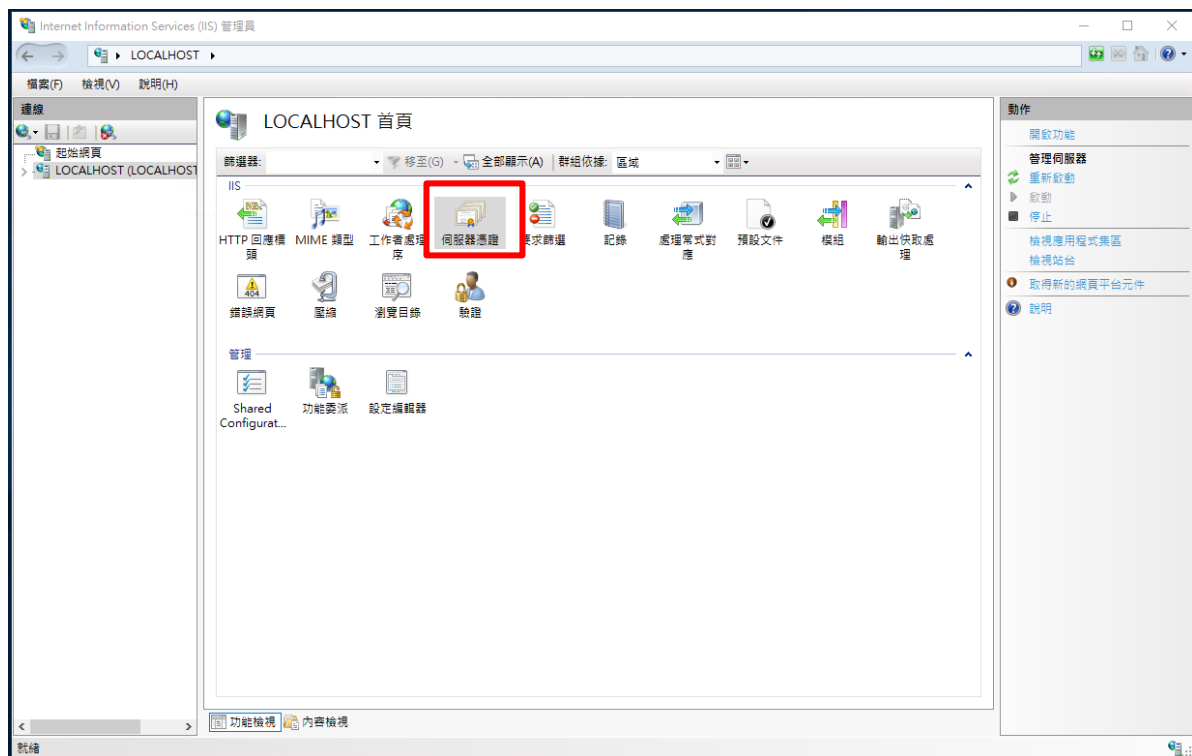 Internet Information Services (IIS) 管理員
LOCALHOST
檔案(F) 檢視(V) 說明(H)
連線
起始網頁
LOCALHOST (LOCALHOST
LOCALHOST 首頁
篩選器: 移至(G) 全部顯示(A) 群組依據: 區域
IIS
HTTP 回應標頭
MIME 類型
工作者處理序
伺服器憑證
要求篩選
記錄
處理常式對應
預設文件
模組
輸出快取處理
404
錯誤網頁
壓縮
瀏覽目錄
驗證
管理
Shared
Configurat...
功能委派
設定編輯器
功能檢視 內容檢視
動作
開啟功能
管理伺服器
重新啟動
啟動
停止
檢視應用程式集區
檢視站台
取得新的網頁平台元件
說明
就緒